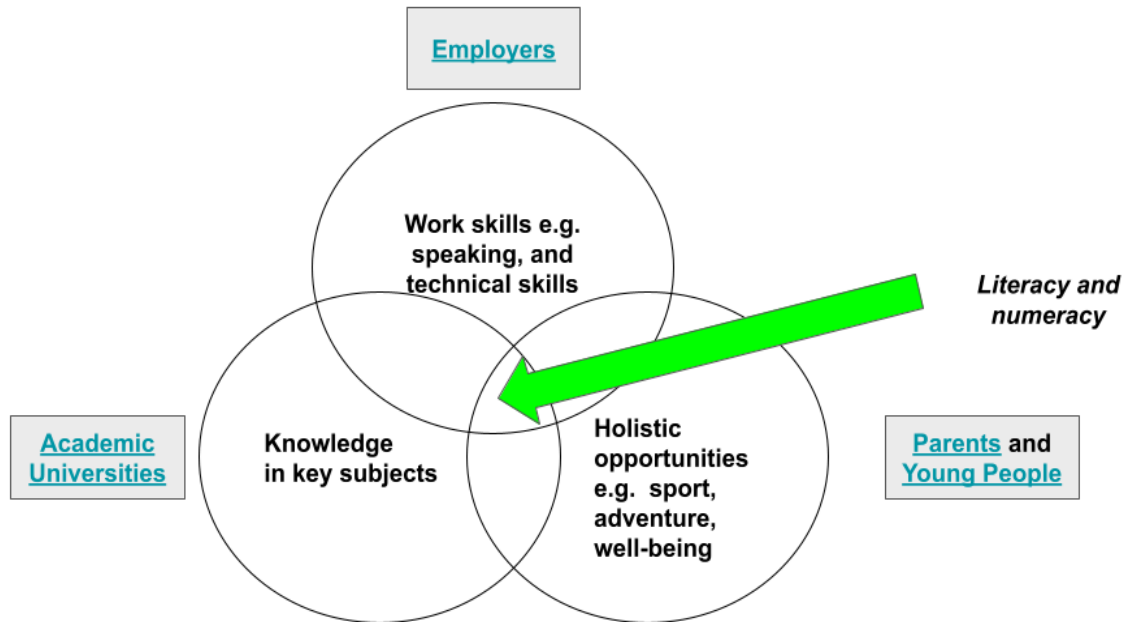 Employers
Work skills e.g.
speaking, and
technical skills
Literacy and
numeracy
Academic
Universities
Knowledge
in key subjects
Holistic
opportunities
e.g. sport,
adventure,
well-being
Parents and
Young People